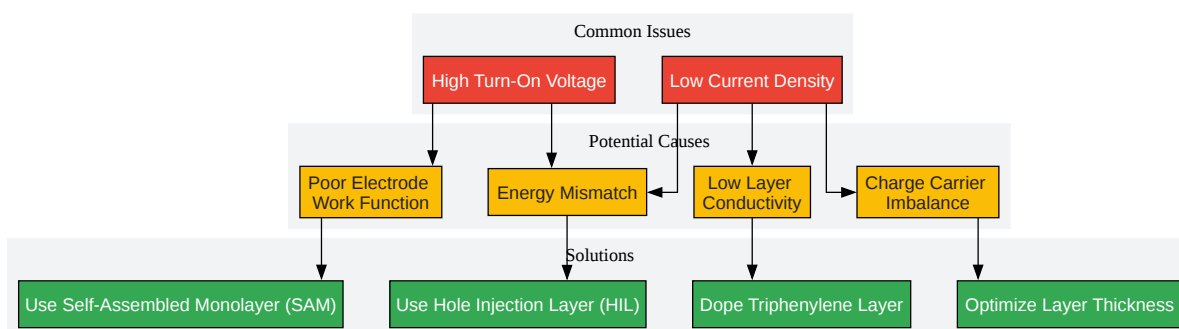 Common Issues
High Turn-On Voltage
Low Current Density
Potential Causes
Poor Electrode
Work Function
Energy Mismatch
Low Layer
Conductivity
Charge Carrier
Imbalance
Solutions
Use Self-Assembled Monolayer (SAM)
Use Hole Injection Layer (HIL)
Dope Triphenylene Layer
Optimize Layer Thickness